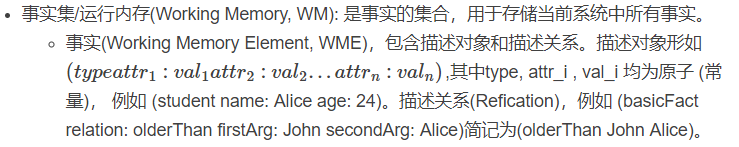 • 事实集/运行内存(Working Memory, WM): 是事实的集合，用于存储当前系统中所有事实。
◦ 事实(Working Memory Element, WME)，包含描述对象和描述关系。描述对象形如
(typeattr₁ : val₁attr₂ : val₂ … attrₙ : valₙ) ,其中type, attr_i , val_i 均为原子 (常
量)， 例如 (student name: Alice age: 24)。描述关系(Refication)，例如 (basicFact
relation: olderThan firstArg: John secondArg: Alice)简记为(olderThan John Alice)。